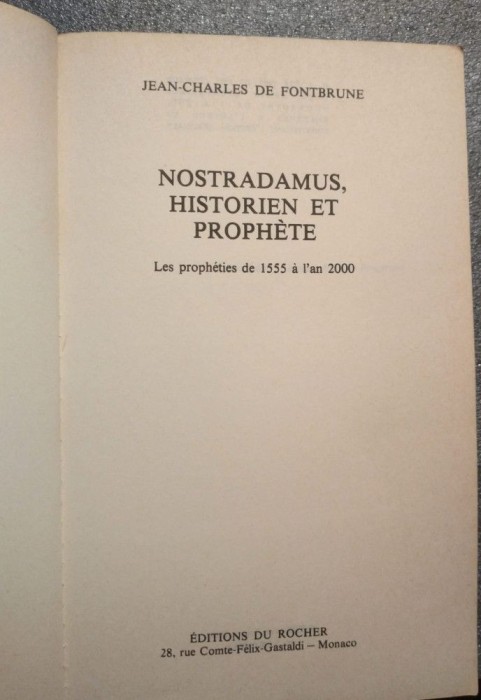 JEAN-CHARLES DE FONTBRUNE
NOSTRADAMUS,
HISTORIEN ET
PROPHÈTE
Les prophéties de 1555 à l'an 2000
ÉDITIONS DU ROCHER
28, rue Comte-Félix-Gastaldi — Monaco